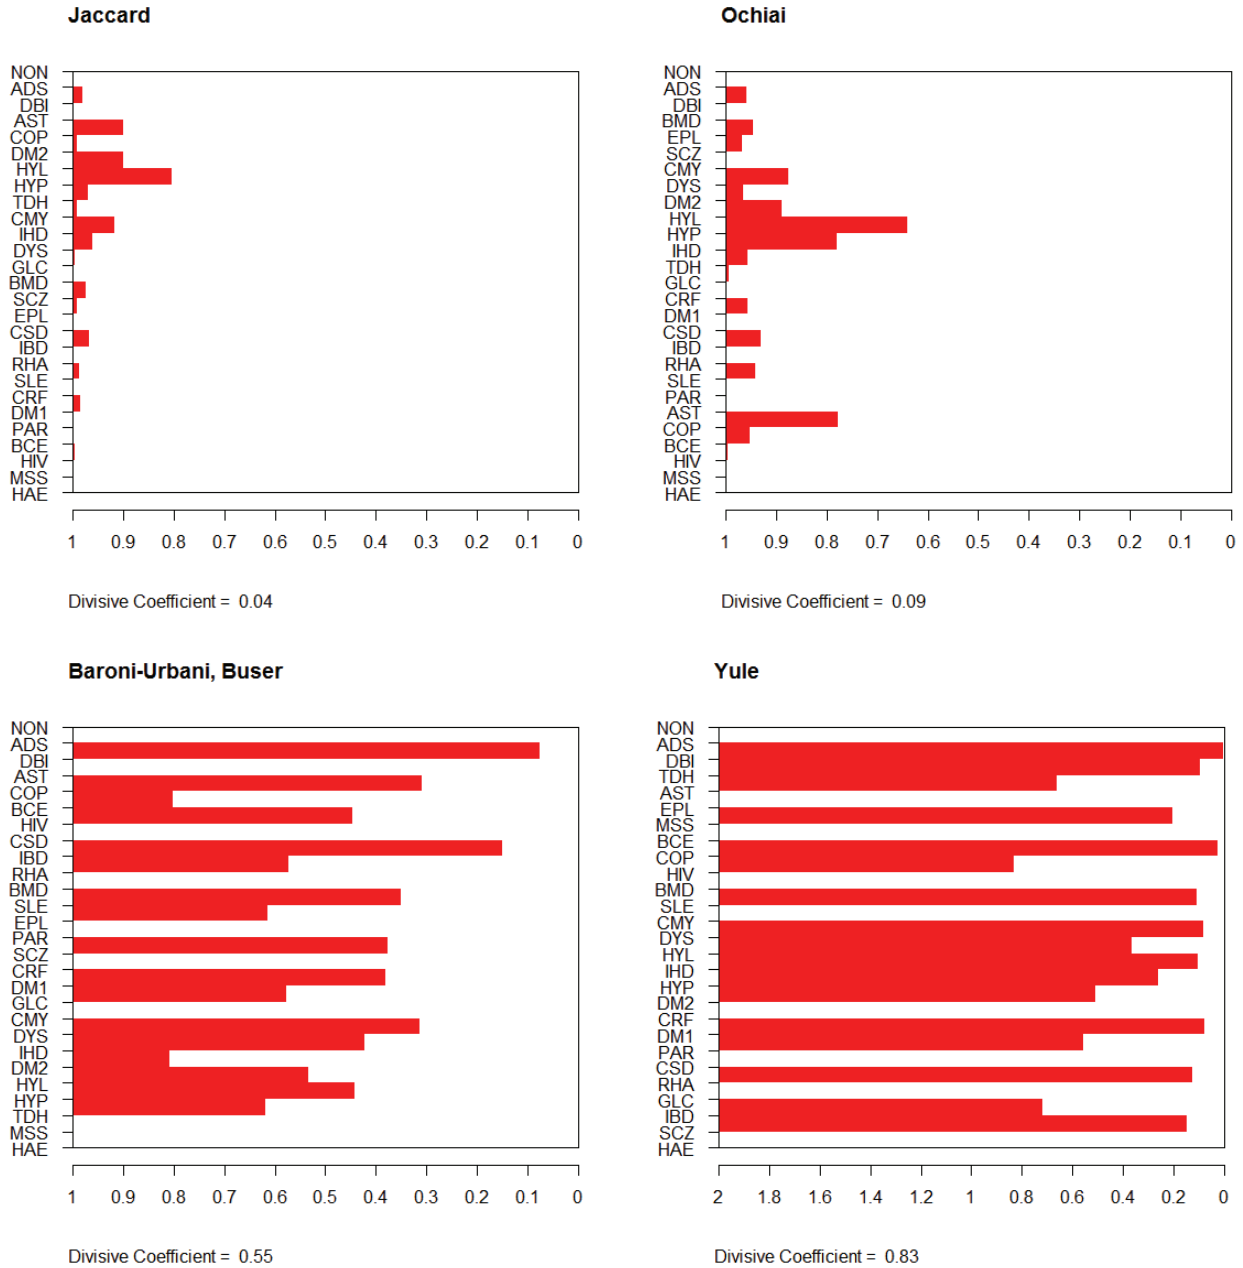 Jaccard
NON
ADS
DBI
AST
COP
DM2
HYL
HYP
TDH
CMY
IHD
DYS
GLC
BMD
SCZ
EPL
CSD
IBD
RHA
SLE
CRF
DM1
PAR
BCE
HIV
MSS
HAE
1 0.9 0.8 0.7 0.6 0.5 0.4 0.3 0.2 0.1 0
Divisive Coefficient = 0.04
Ochiai
NON
ADS
DBI
BMD
EPL
SCZ
CMY
DYS
DM2
HYL
HYP
IHD
TDH
GLC
CRF
DM1
CSD
IBD
RHA
SLE
PAR
AST
COP
BCE
HIV
MSS
HAE
1 0.9 0.8 0.7 0.6 0.5 0.4 0.3 0.2 0.1 0
Divisive Coefficient = 0.09
Baroni-Urbani, Buser
NON
ADS
DBI
AST
COP
BCE
HIV
CSD
IBD
RHA
BMD
SLE
EPL
PAR
SCZ
CRF
DM1
GLC
CMY
DYS
IHD
DM2
HYL
HYP
TDH
MSS
HAE
1 0.9 0.8 0.7 0.6 0.5 0.4 0.3 0.2 0.1 0
Divisive Coefficient = 0.55
Yule
NON
ADS
DBI
TDH
AST
EPL
MSS
BCE
COP
HIV
BMD
SLE
CMY
DYS
HYL
IHD
HYP
DM2
CRF
DM1
PAR
CSD
RHA
GLC
IBD
SCZ
HAE
2 1.8 1.6 1.4 1.2 1 0.8 0.6 0.4 0.2 0
Divisive Coefficient = 0.83